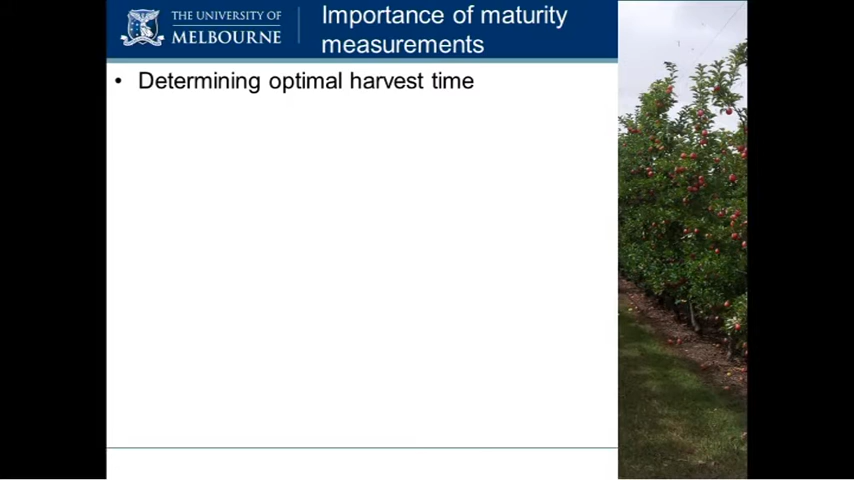 THE UNIVERSITY OF
MELBOURNE
Importance of maturity
measurements
• Determining optimal harvest time